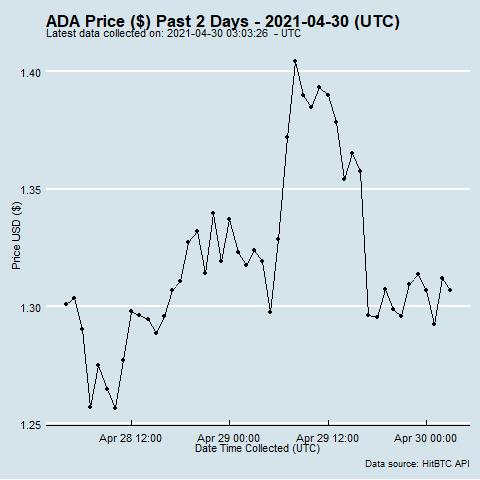 ADA Price ($) Past 2 Days - 2021-04-30 (UTC)
Latest data collected on: 2021-04-30 03:03:26  - UTC
1.40
1.35
1.30
1.25
Price USD ($)
Apr 28 12:00
Apr 29 00:00
Apr 29 12:00
Apr 30 00:00
Date Time Collected (UTC)
Data source: HitBTC API